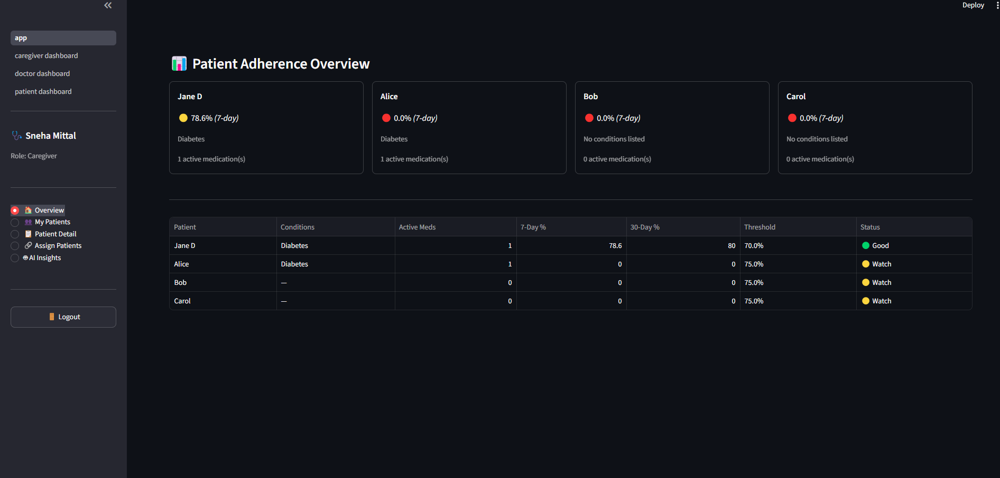 Deploy
app
caregiver dashboard
doctor dashboard
patient dashboard
Sneha Mittal
Role: Caregiver
Overview
My Patients
Patient Detail
Assign Patients
AI Insights
Logout
Patient Adherence Overview
Jane D
78.6% (7-day)
Diabetes
1 active medication(s)
Alice
0.0% (7-day)
Diabetes
1 active medication(s)
Bob
0.0% (7-day)
No conditions listed
0 active medication(s)
Carol
0.0% (7-day)
No conditions listed
0 active medication(s)
Patient Conditions Active Meds 7-Day % 30-Day % Threshold Status
Jane D Diabetes 1 78.6 80 70.0% Good
Alice Diabetes 1 0 0 75.0% Watch
Bob — 0 0 0 75.0% Watch
Carol — 0 0 0 75.0% Watch